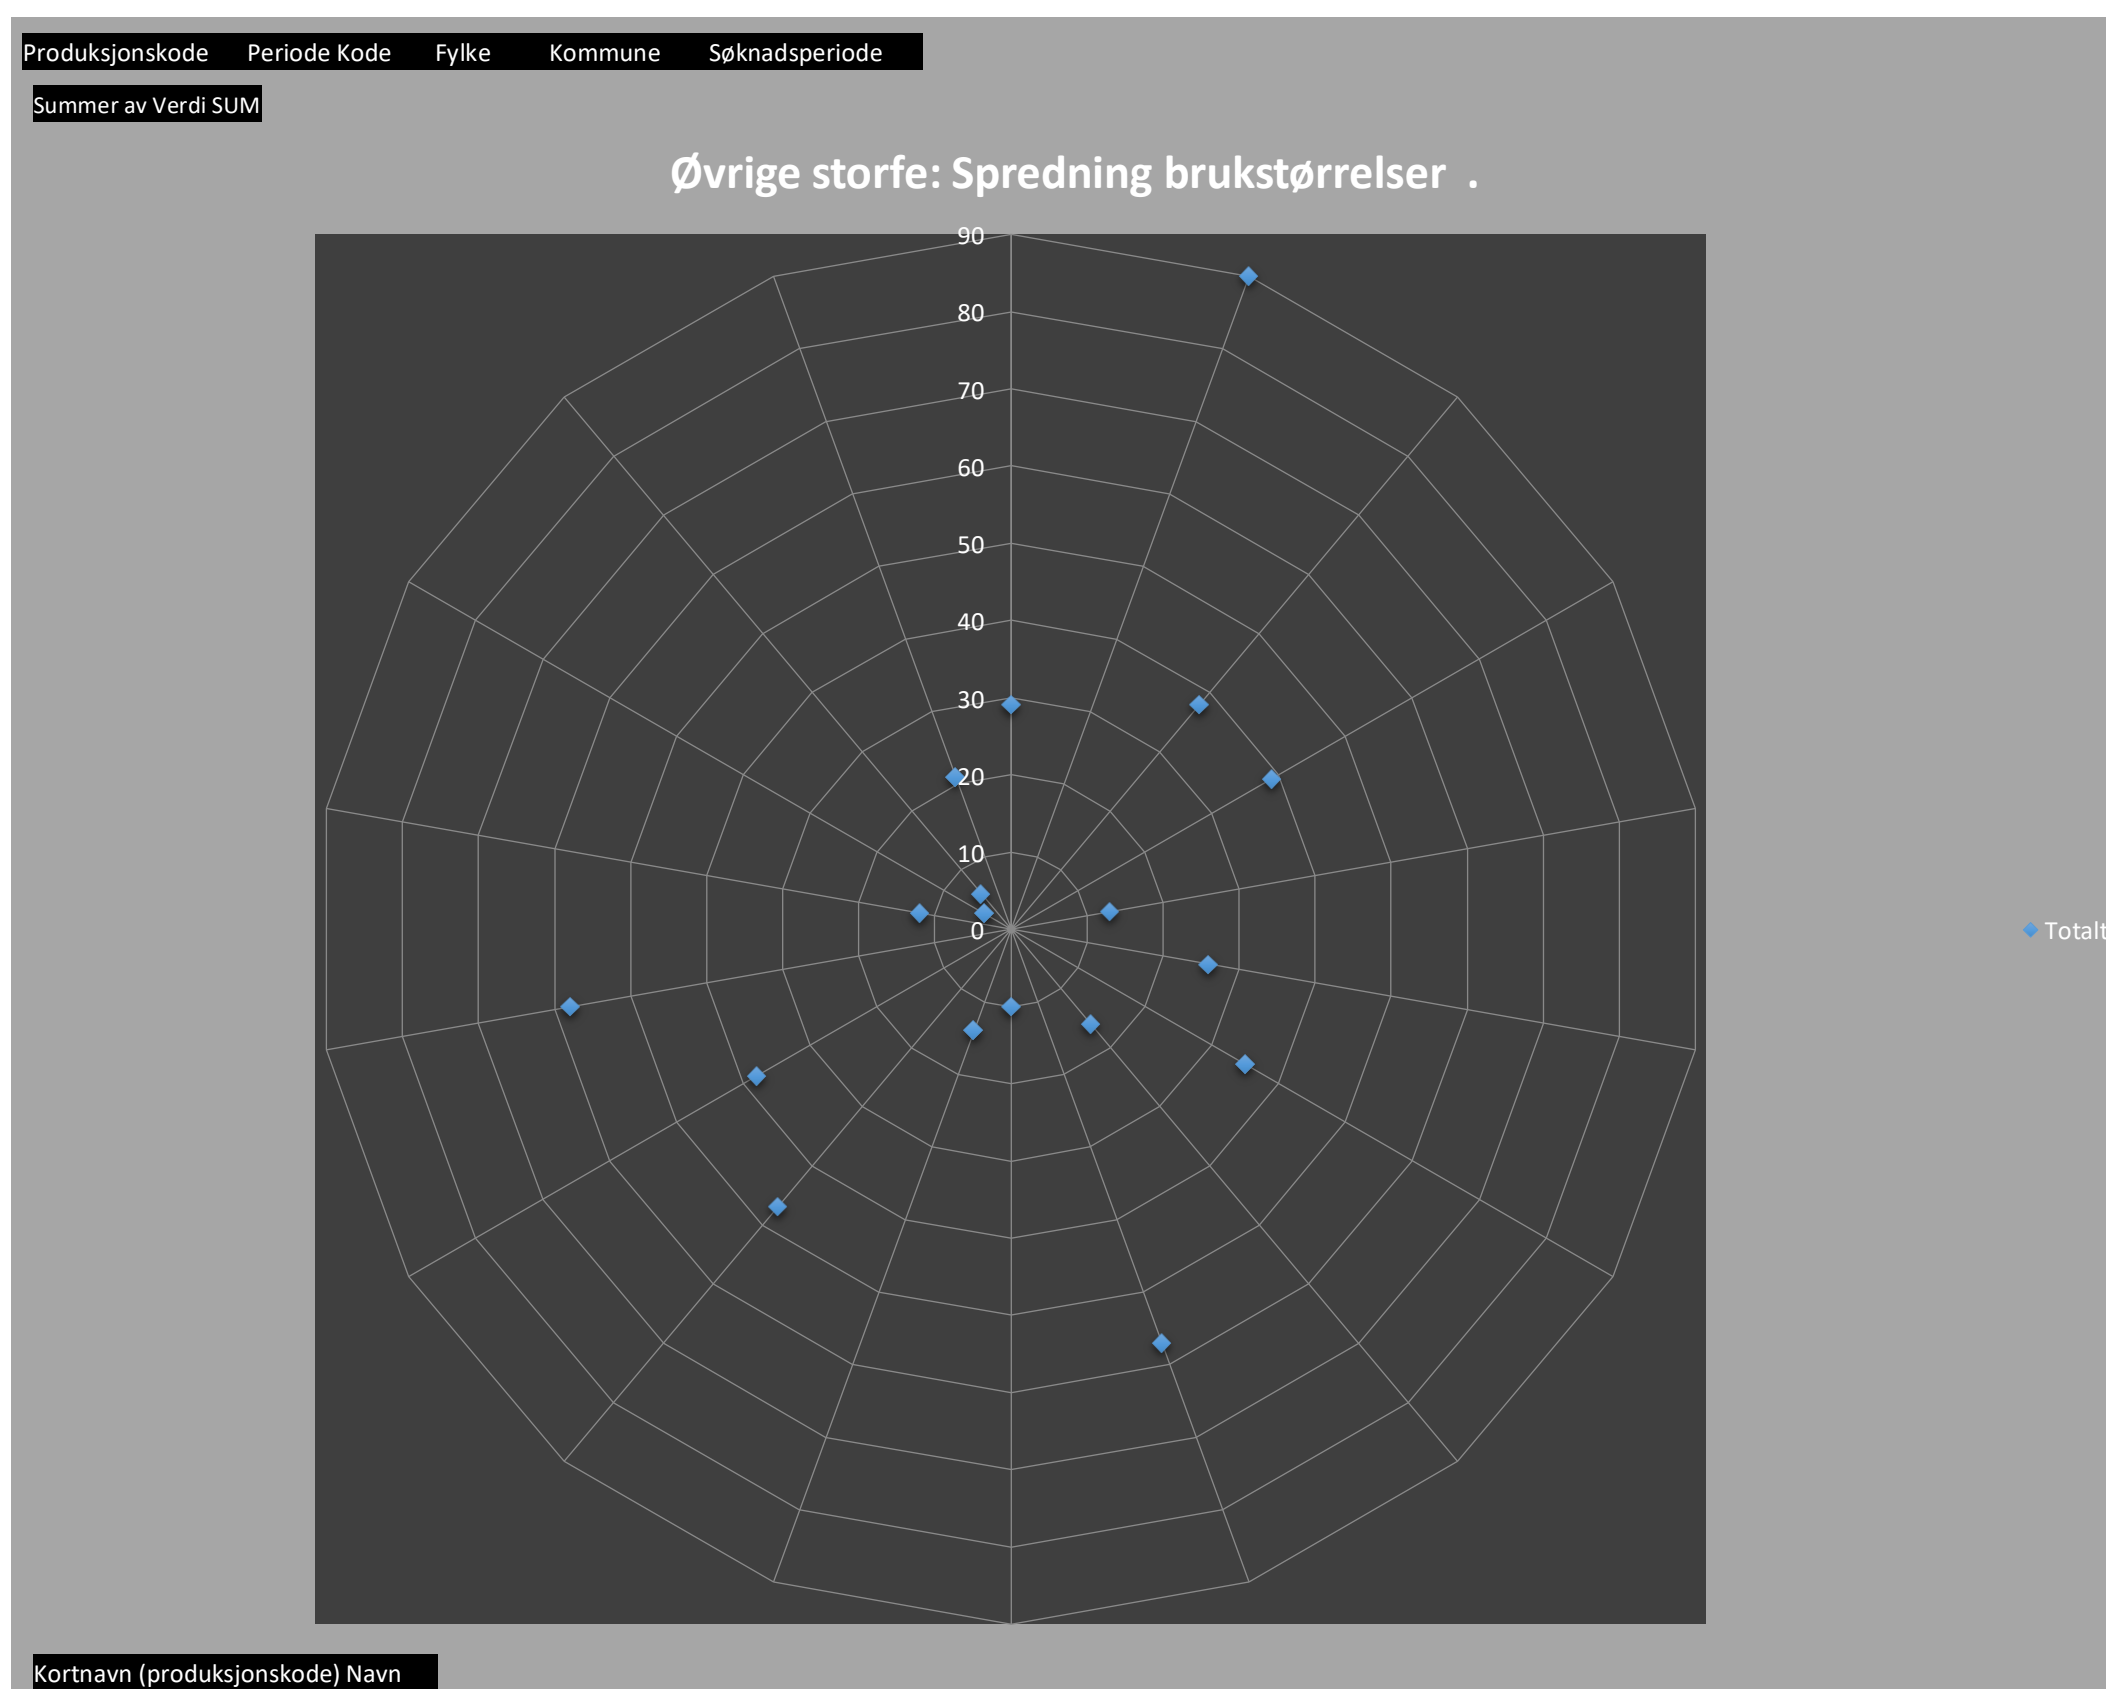 Produksjonskode Periode Kode Fylke Kommune Søknadsperiode
Summer av Verdi SUM
Øvrige storfe: Spredning brukstørrelser .
90
80
70
60
50
40
30
20
10
0
Totalt
Kortnavn (produksjonskode) Navn